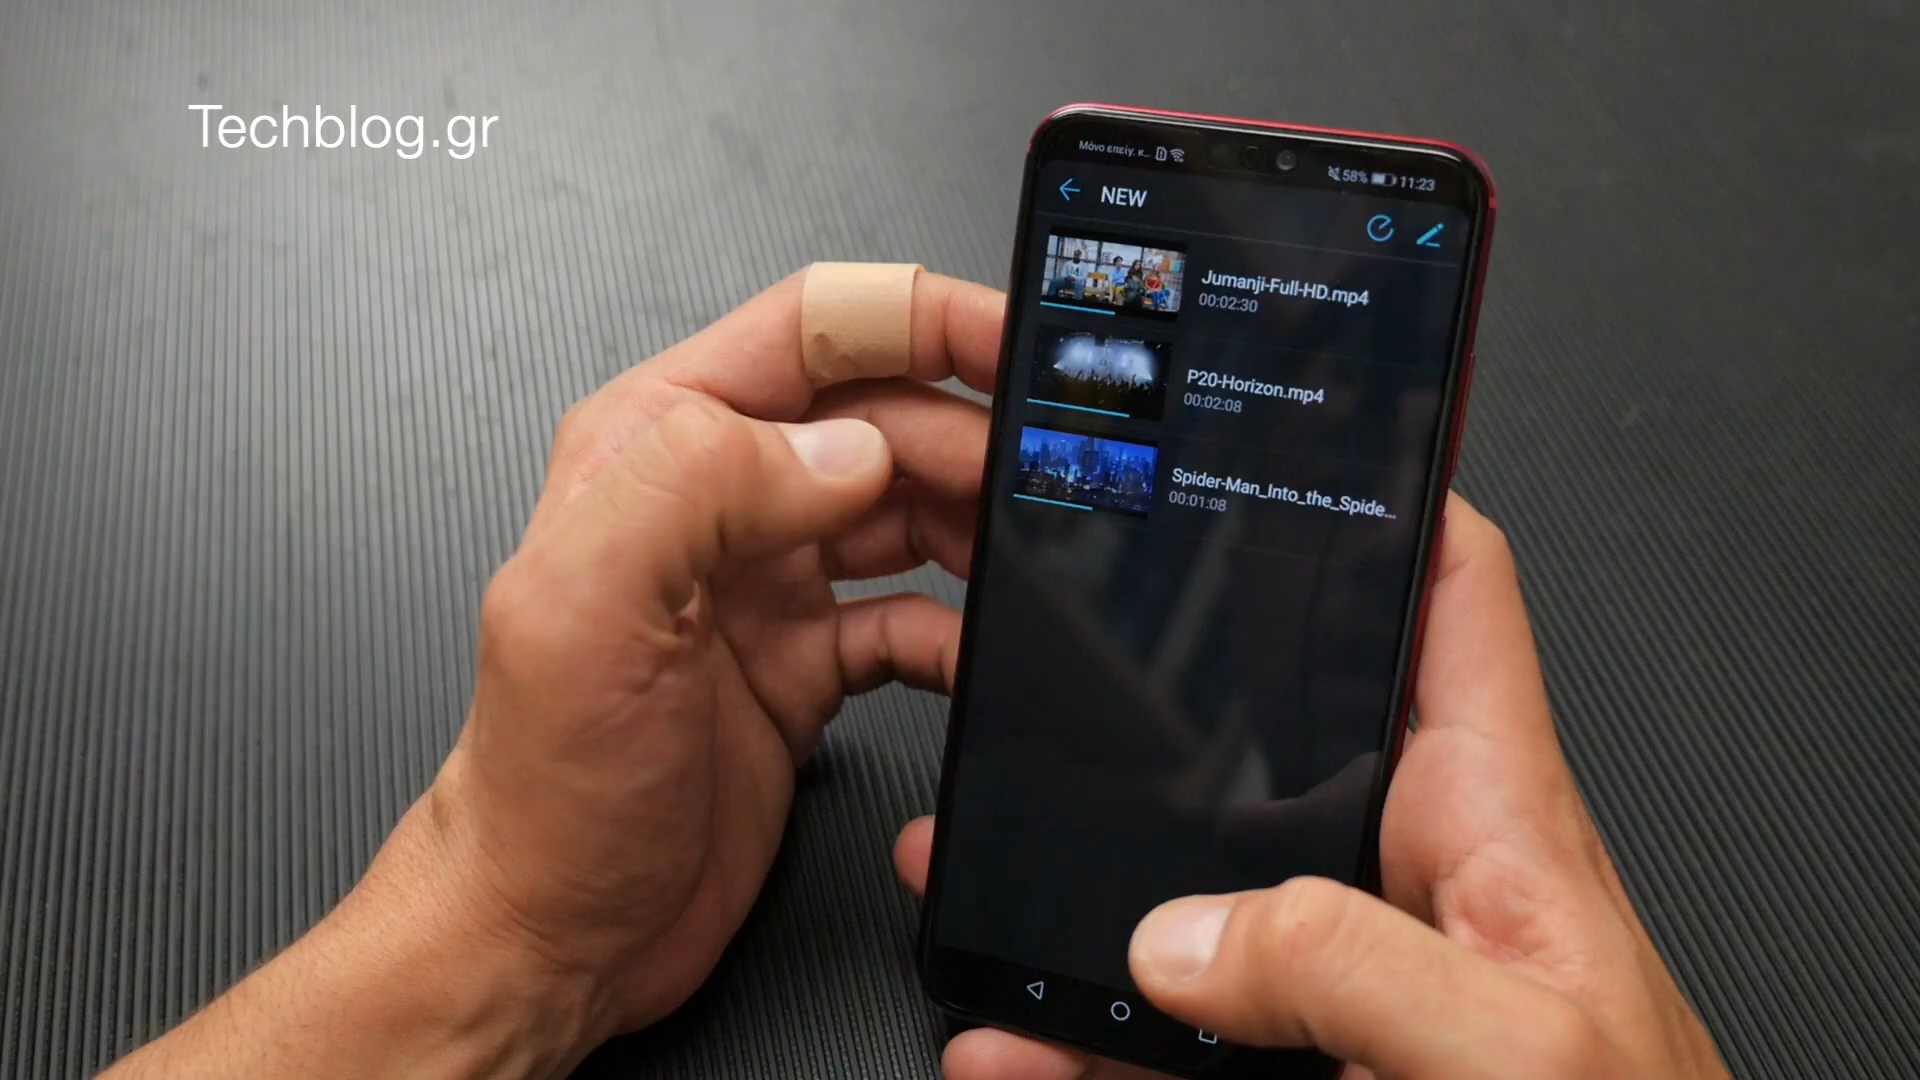 Techblog.gr
Μόνο επείγ. κ...
58% 11:23
NEW
Jumanji-Full-HD.mp4
00:02:30
P20-Horizon.mp4
00:02:08
Spider-Man_Into_the_Spide...
00:01:08